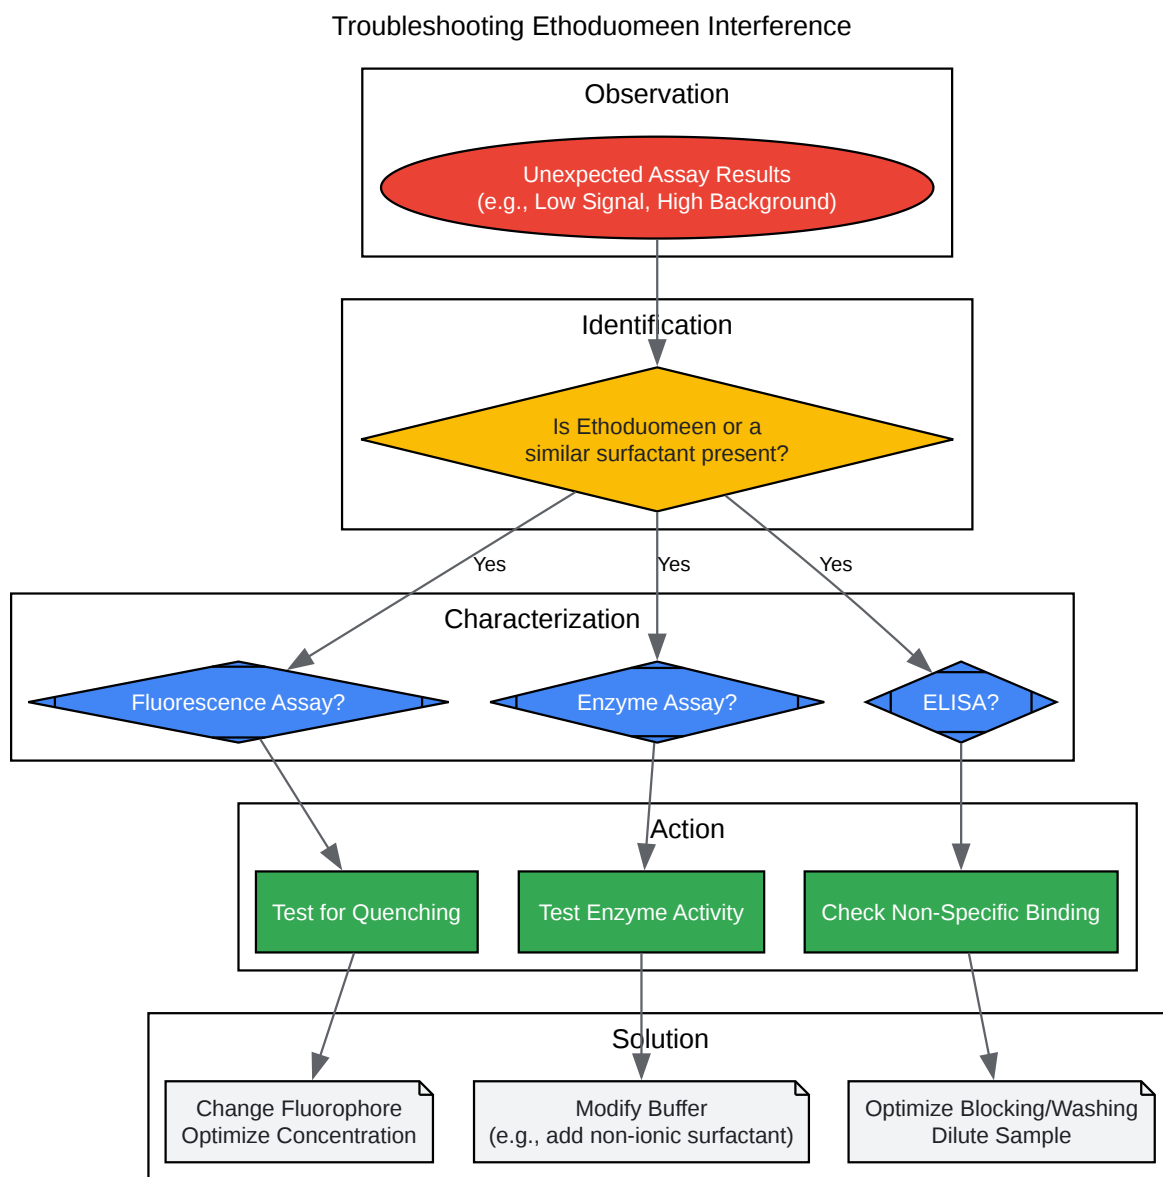 Troubleshooting Ethoduomeen Interference
Observation
Unexpected Assay Results
(e.g., Low Signal, High Background)
Identification
Is Ethoduomeen or a
similar surfactant present?
Yes
Yes
Yes
Characterization
Fluorescence Assay?
Enzyme Assay?
ELISA?
Action
Test for Quenching
Test Enzyme Activity
Check Non-Specific Binding
Solution
Change Fluorophore
Optimize Concentration
Modify Buffer
(e.g., add non-ionic surfactant)
Optimize Blocking/Washing
Dilute Sample